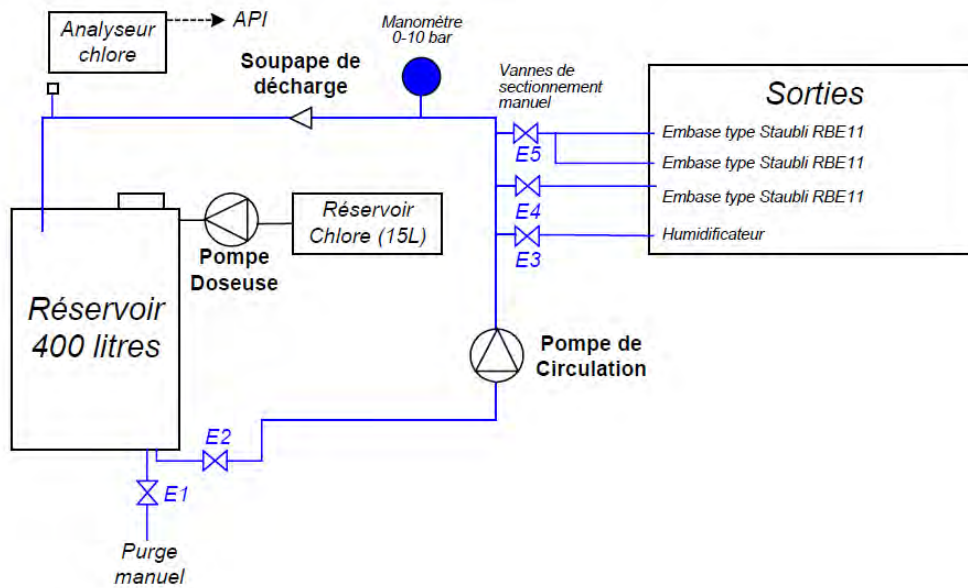 Analyseur
chlore
API
Manomètre
0-10 bar
Soupape de
décharge
Vannes de
sectionnement
manuel
Sorties
Embase type Staubli RBE11
Embase type Staubli RBE11
Embase type Staubli RBE11
Humidificateur
E5
E4
E3
Réservoir
Chlore (15L)
Pompe
Doseuse
Réservoir
400 litres
Pompe de
Circulation
E2
E1
Purge
manuel